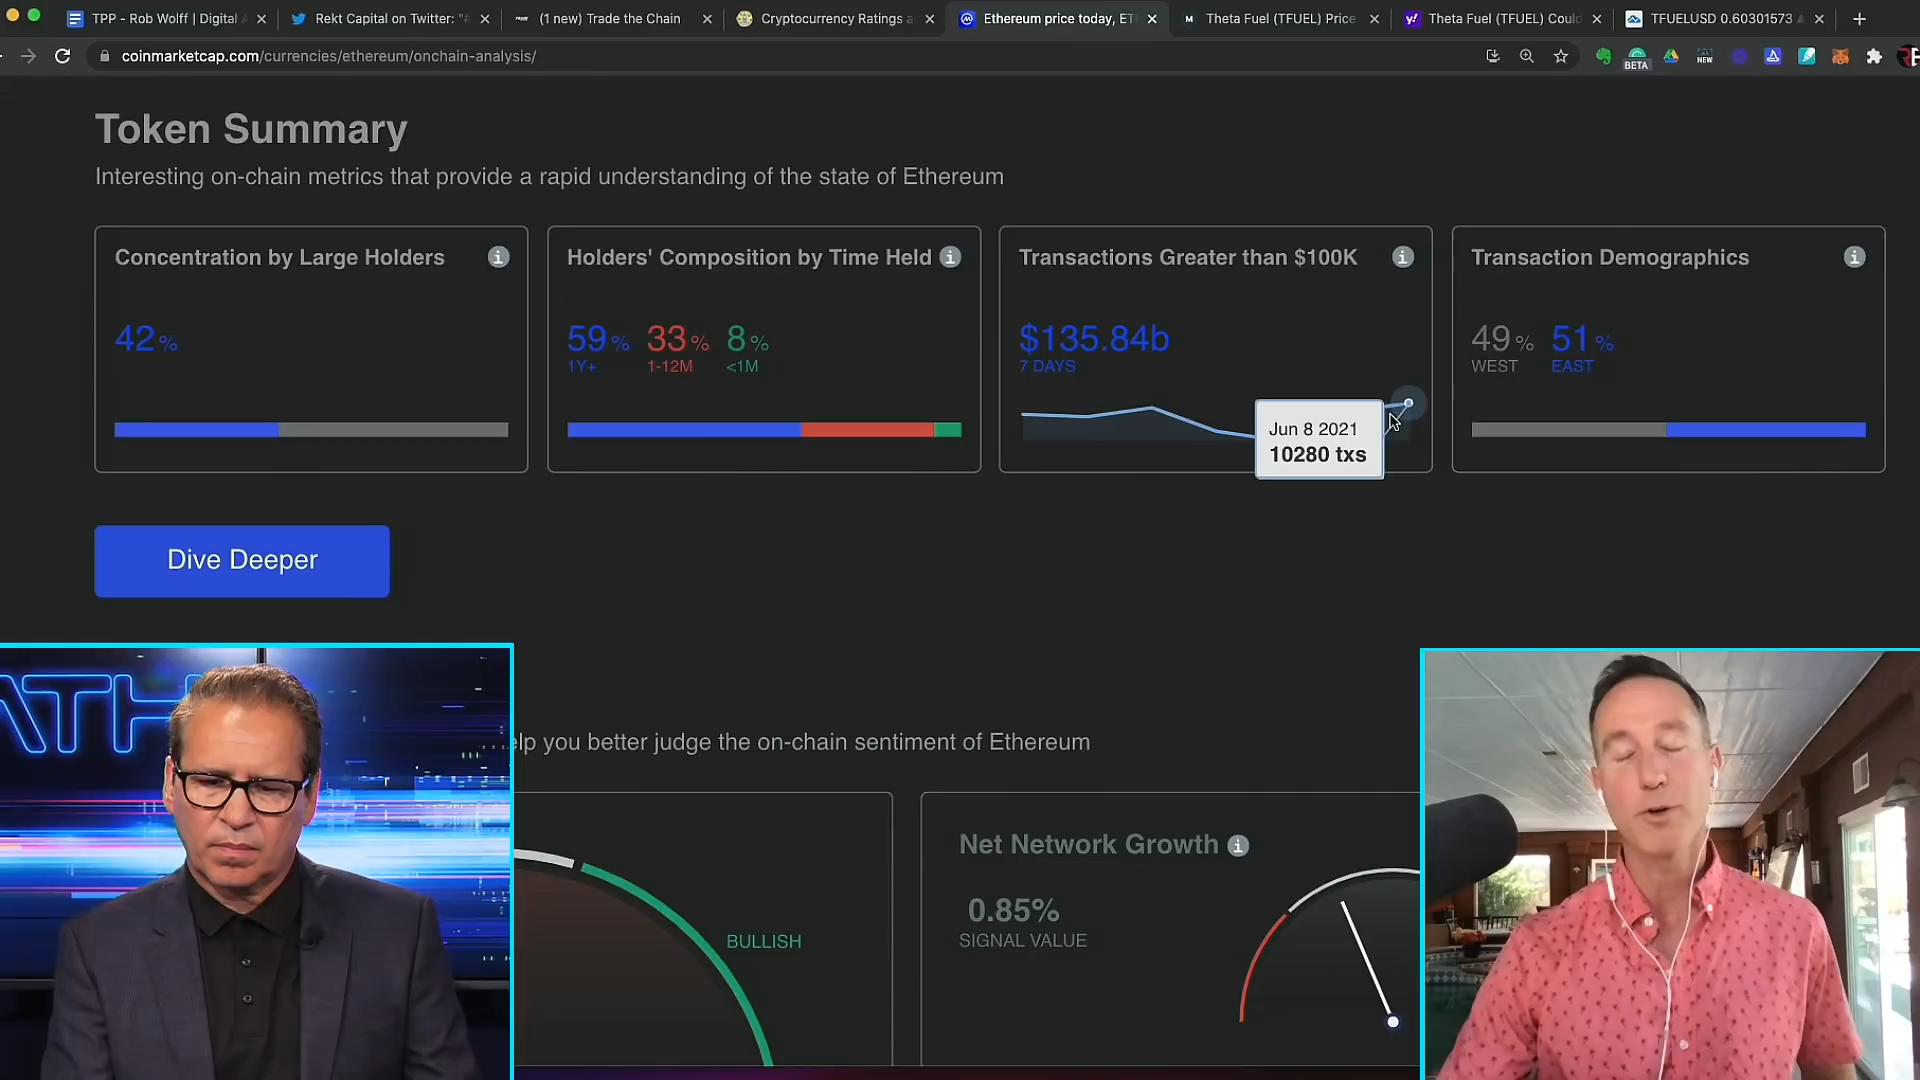 TPP - Rob Wolff | Digital A
Rekt Capital on Twitter: "#
(1 new) Trade the Chain
Cryptocurrency Ratings a
Ethereum price today, ET
Theta Fuel (TFUEL) Price
Theta Fuel (TFUEL) Coul
TFUELUSD 0.60301573
coinmarketcap.com/currencies/ethereum/onchain-analysis/
BETA
NEW
Token Summary
Interesting on-chain metrics that provide a rapid understanding of the state of Ethereum
Concentration by Large Holders
42 %
Holders' Composition by Time Held
59 % 33 % 8 %
1Y+ 1-12M <1M
Transactions Greater than $100K
$135.84b
7 DAYS
Jun 8 2021
10280 txs
Transaction Demographics
49 % 51 %
WEST EAST
Dive Deeper
ATH
elp you better judge the on-chain sentiment of Ethereum
BULLISH
Net Network Growth
0.85%
SIGNAL VALUE